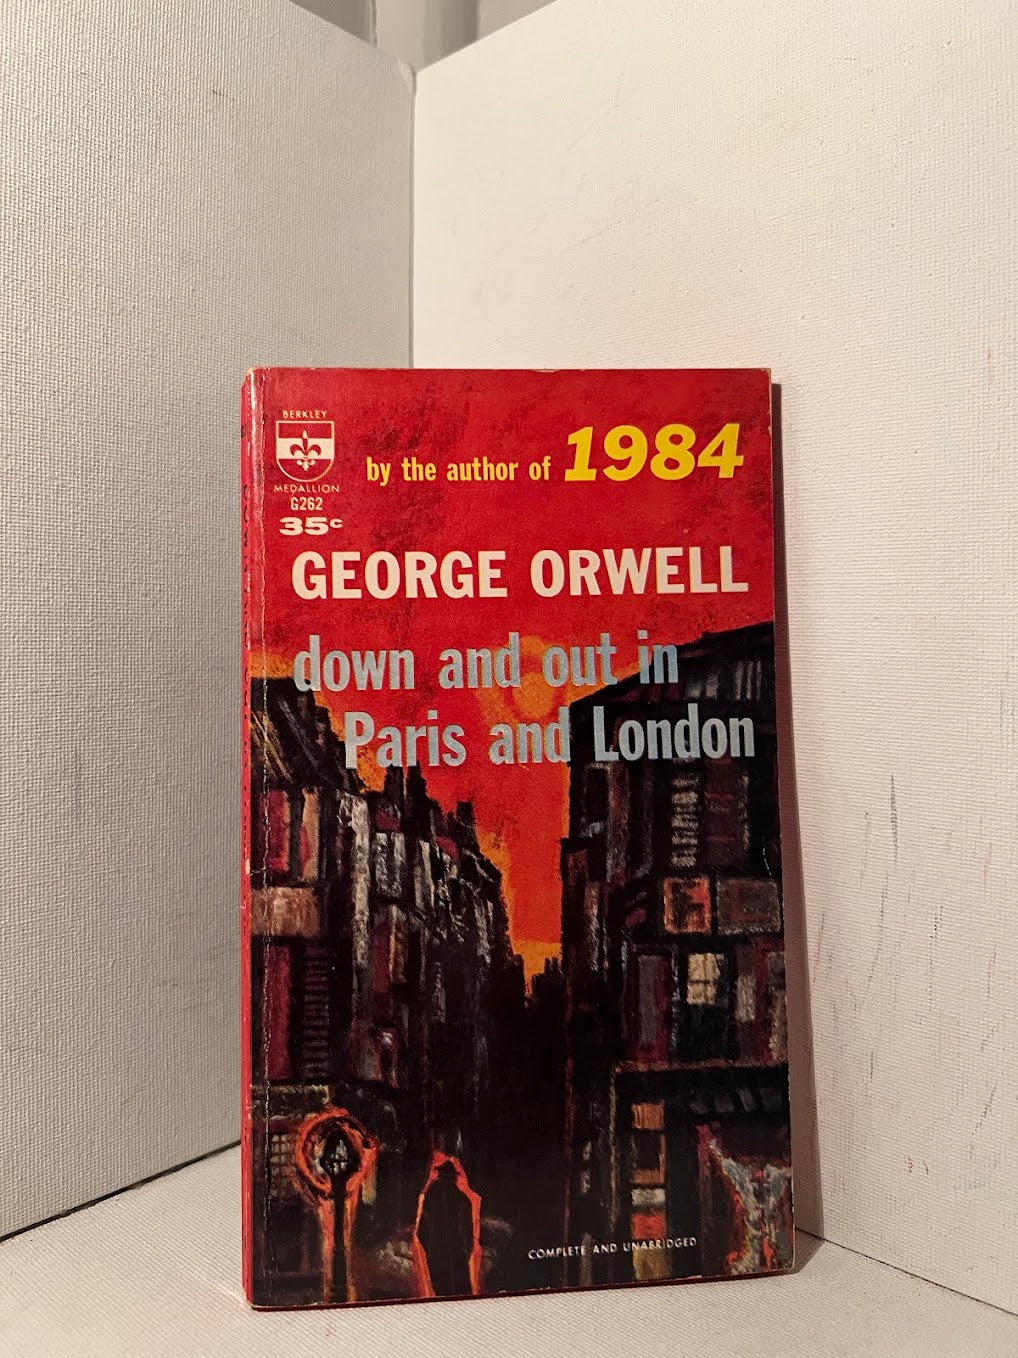 BERKLEY
MEDALLION
G262
35c
by the author of 1984
GEORGE ORWELL
down and out in
Paris and London
COMPLETE AND UNABRIDGED